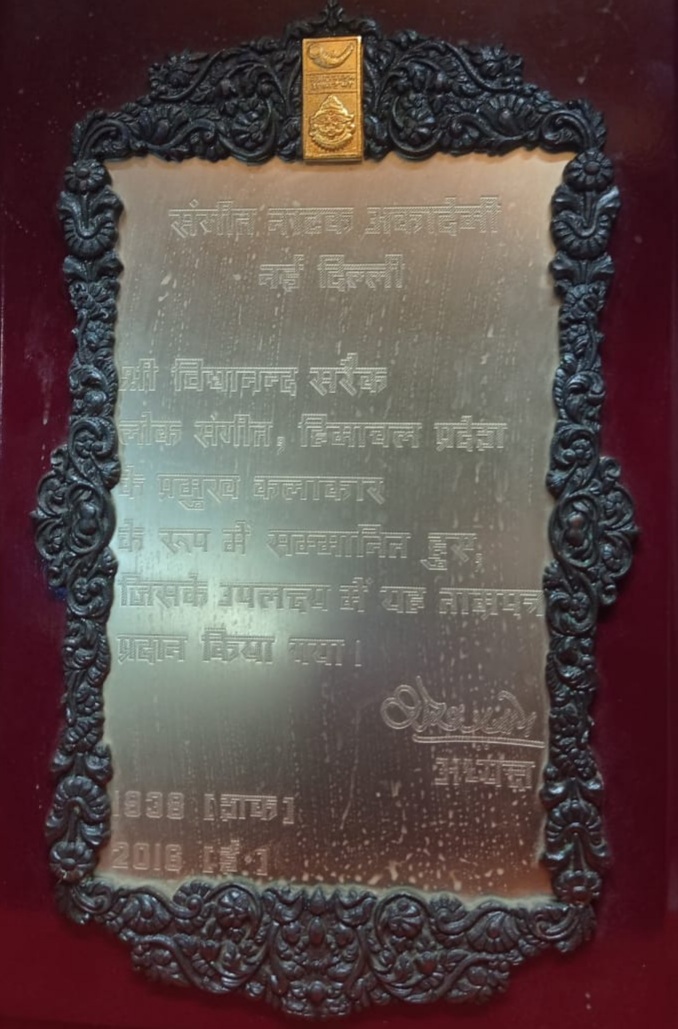 संगीत नाटक अकादेमी
नई दिल्ली
श्री विद्यानन्द सरैक
लोक संगीत, हिमाचल प्रदेश
के प्रमुख कलाकार
के रूप में सम्मानित हुए,
जिसके उपलक्ष्य में यह ताम्रपत्र
प्रदान किया गया।
अध्यक्ष
1938 [शक]
2016 [ई·]